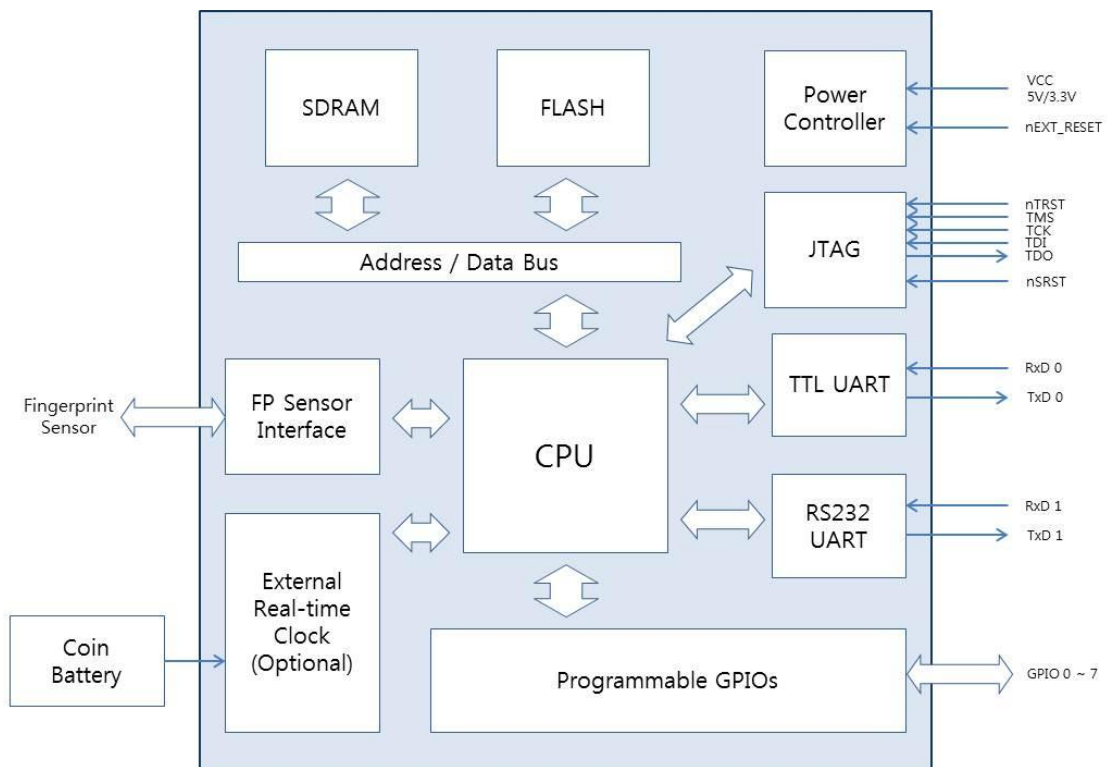 SDRAM
FLASH
Power
Controller
VCC
5V/3.3V
nEXT_RESET
Address / Data Bus
JTAG
nTRST
TMS
TCK
TDI
TDO
nSRST
Fingerprint
Sensor
FP Sensor
Interface
CPU
TTL UART
RxD 0
TxD 0
RS232
UART
RxD 1
TxD 1
External
Real-time
Clock
(Optional)
Coin
Battery
Programmable GPIOs
GPIO 0 ~ 7